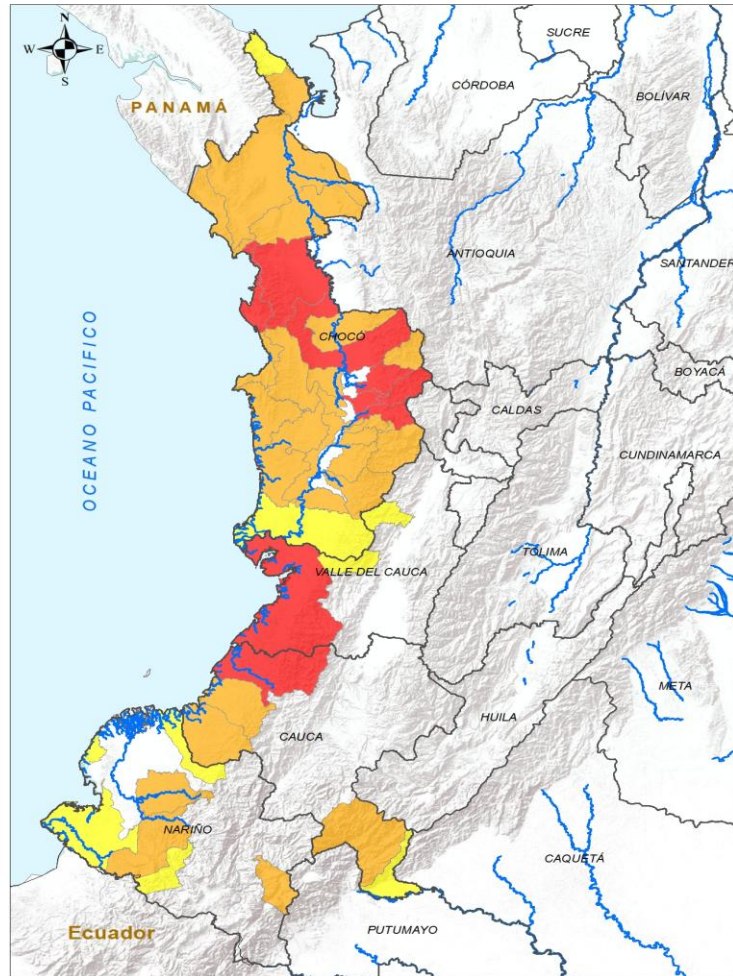 N
W E
S
SUCRE
CÓRDOBA
PANAMÁ
BOLÍVAR
ANTIOQUIA
SANTANDER
OCEANO PACIFICO
CHOCÓ
BOYACÁ
CALDAS
CUNDINAMARCA
TOLIMA
VALLE DEL CAUCA
META
HUILA
CAUCA
NARIÑO
CAQUETÁ
Ecuador
PUTUMAYO